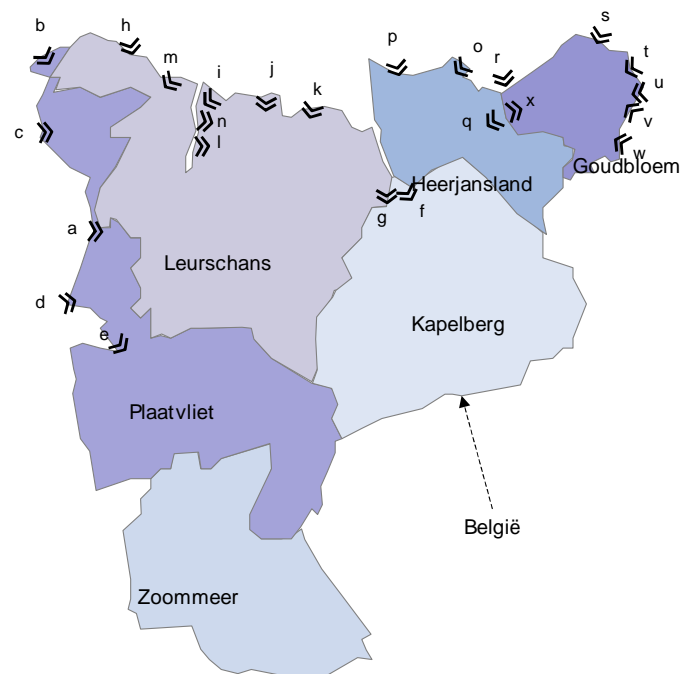 s
b h p o t
m i j r
k u
n x
c q v
l w
Goudbloem
Heerjansland
g f
a
Leurschans
d
Kapelberg
e
Plaatvliet
België
Zoommeer